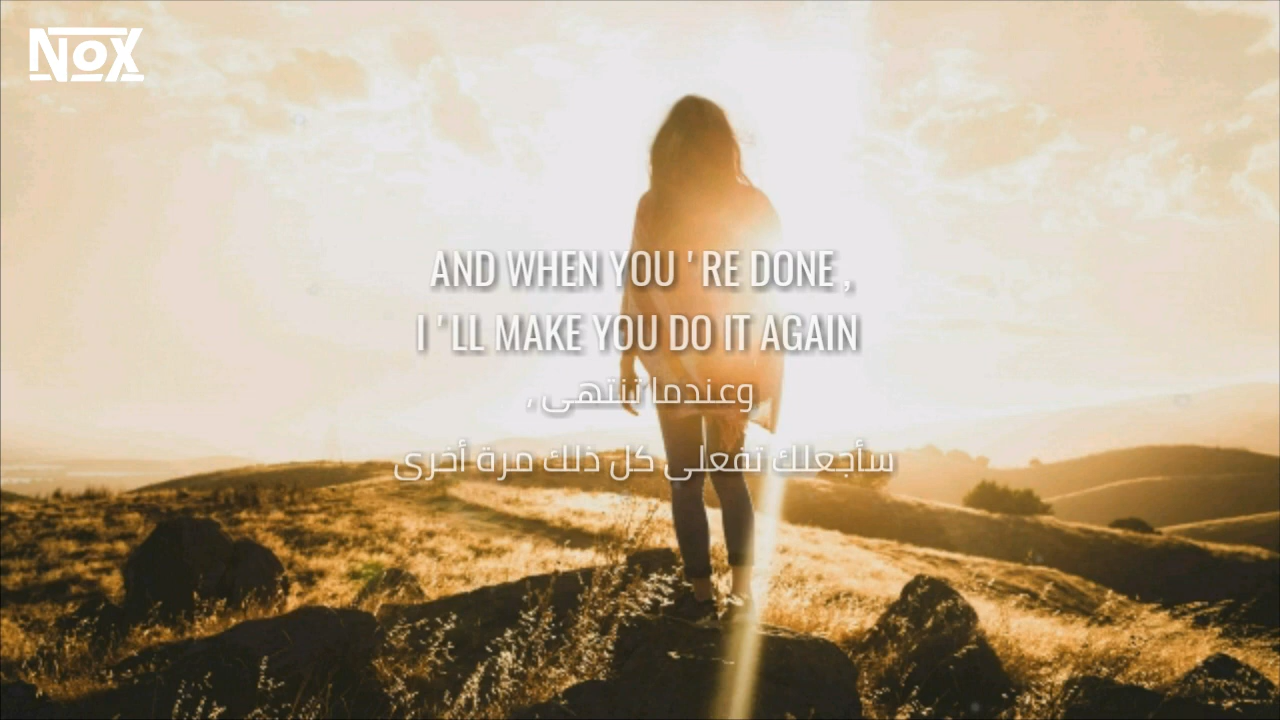 NOX
AND WHEN YOU ' RE DONE ,
I ' LL MAKE YOU DO IT AGAIN
وعندما تنتهى ,
سأجعلك تفعلى كل ذلك مرة أخرى